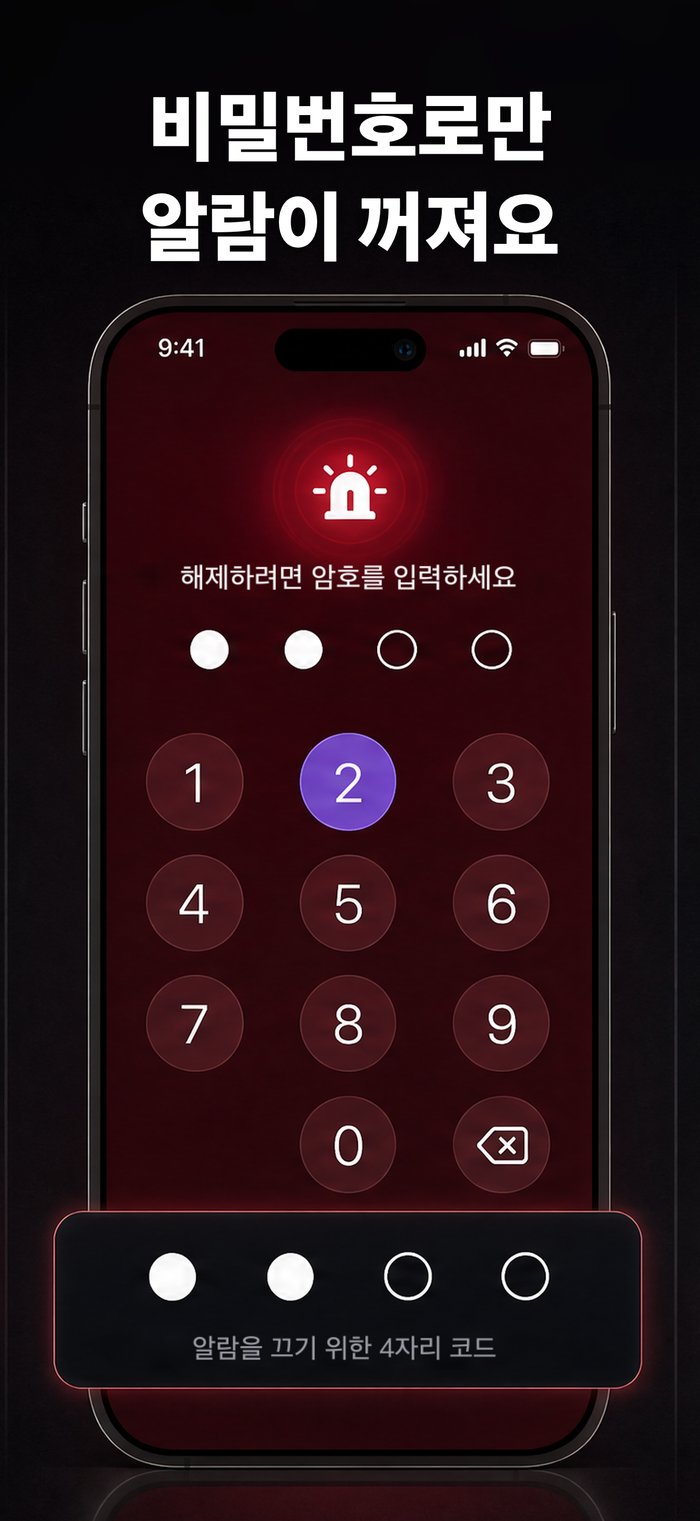 비밀번호로만
알람이 꺼져요
9:41
해제하려면 암호를 입력하세요
1 2 3
4 5 6
7 8 9
0
알람을 끄기 위한 4자리 코드